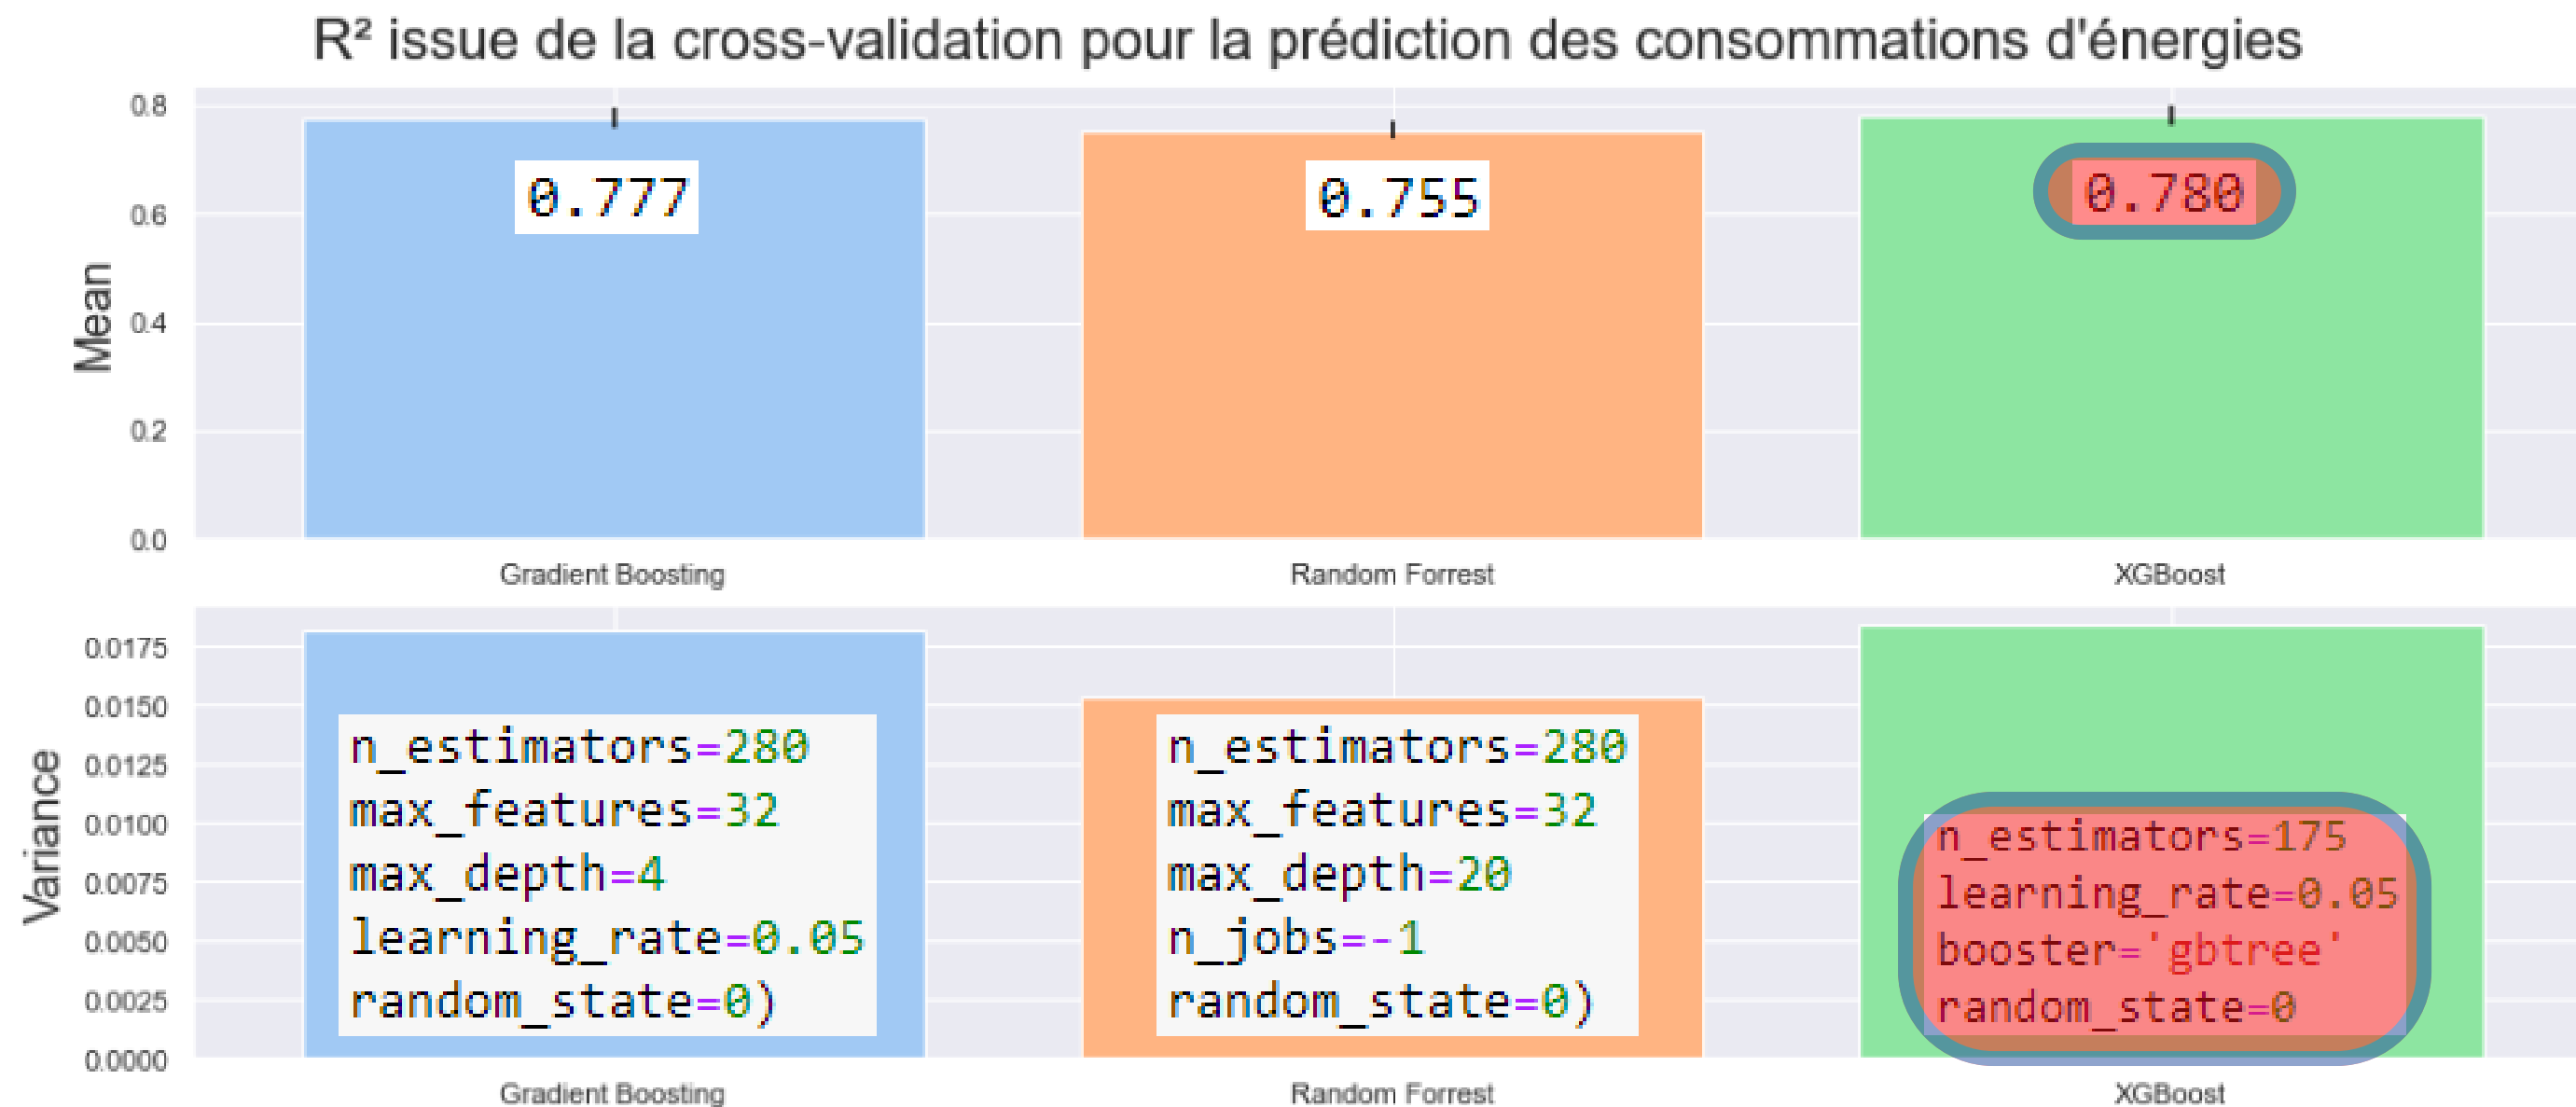 R² issue de la cross-validation pour la prédiction des consommations d'énergies
Mean
0.8
0.6
0.4
0.2
0.0
0.777
0.755
0.780
Gradient Boosting
Random Forrest
XGBoost
Variance
0.0175
0.0150
0.0125
0.0100
0.0075
0.0050
0.0025
0.0000
n_estimators=280
max_features=32
max_depth=4
learning_rate=0.05
random_state=0)
n_estimators=280
max_features=32
max_depth=20
n_jobs=-1
random_state=0)
n_estimators=175
learning_rate=0.05
booster='gbtree'
random_state=0
Gradient Boosting
Random Forrest
XGBoost